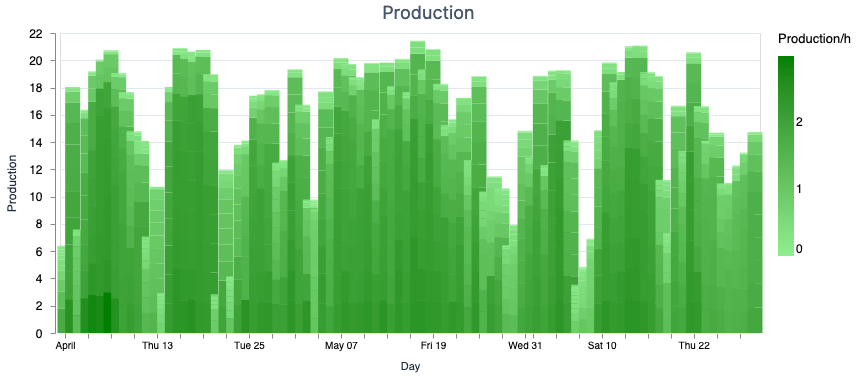 Production
Production/h
22
20
18
16
14
12
10
8
6
4
2
0
Production
2
1
1
0
April
Thu 13
Tue 25
May 07
Fri 19
Wed 31
Sat 10
Thu 22
Day